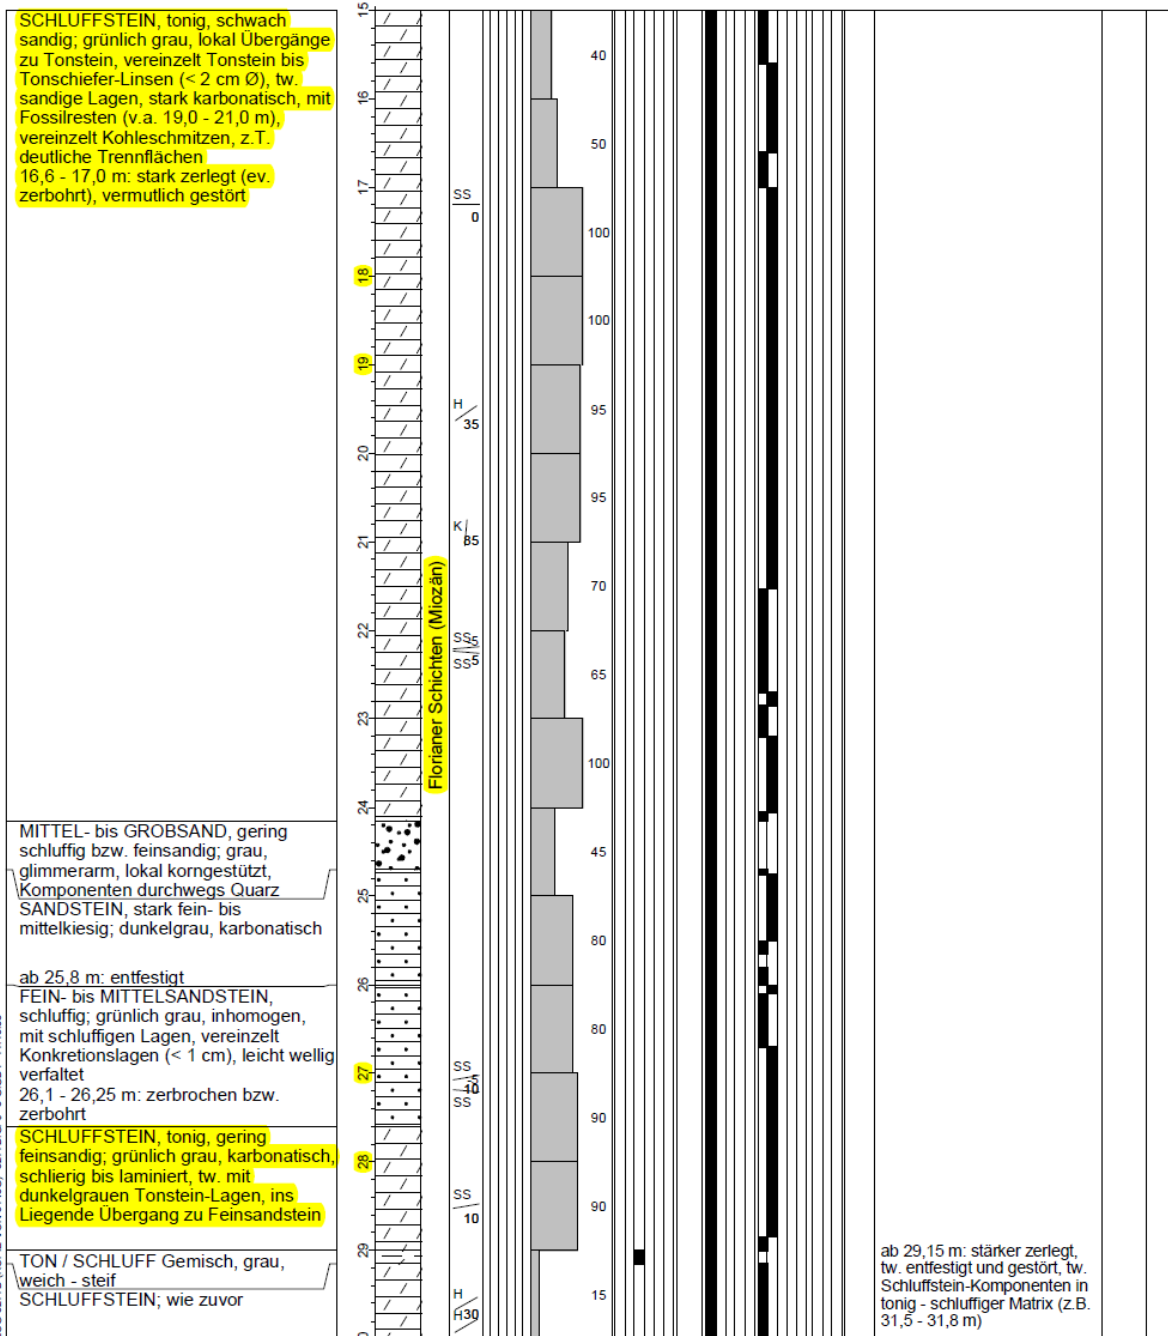 SCHLUFFSTEIN, tonig, schwach
sandig; grünlich grau, lokal Übergänge
zu Tonstein, vereinzelt Tonstein bis
Tonschiefer-Linsen (< 2 cm Ø), tw.
sandige Lagen, stark karbonatisch, mit
Fossilresten (v.a. 19,0 - 21,0 m),
vereinzelt Kohleschmitzen, z.T.
deutliche Trennflächen
16,6 - 17,0 m: stark zerlegt (ev.
zerbohrt), vermutlich gestört
MITTEL- bis GROBSAND, gering
schluffig bzw. feinsandig; grau,
glimmerarm, lokal korngestützt,
Komponenten durchwegs Quarz
SANDSTEIN, stark fein- bis
mittelkiesig; dunkelgrau, karbonatisch
ab 25,8 m: entfestigt
FEIN- bis MITTELSANDSTEIN,
schluffig; grünlich grau, inhomogen,
mit schluffigen Lagen, vereinzelt
Konkretionslagen (< 1 cm), leicht wellig
verfaltet
26,1 - 26,25 m: zerbrochen bzw.
zerbohrt
SCHLUFFSTEIN, tonig, gering
feinsandig; grünlich grau, karbonatisch,
schlierig bis laminiert, tw. mit
dunkelgrauen Tonstein-Lagen, ins
Liegende Übergang zu Feinsandstein
TON / SCHLUFF Gemisch, grau,
weich - steif
SCHLUFFSTEIN; wie zuvor
15
16
17
18
19
20
21
22
23
24
25
26
27
28
29
Florianer Schichten (Miozän)
SS
0
H
35
K
85
SS 5
SS 5
SS
5
10
SS
SS
10
H
H 30
40
50
100
100
95
95
70
65
100
45
80
80
90
90
15
ab 29,15 m: stärker zerlegt,
tw. entfestigt und gestört, tw.
Schluffstein-Komponenten in
tonig - schluffiger Matrix (z.B.
31,5 - 31,8 m)